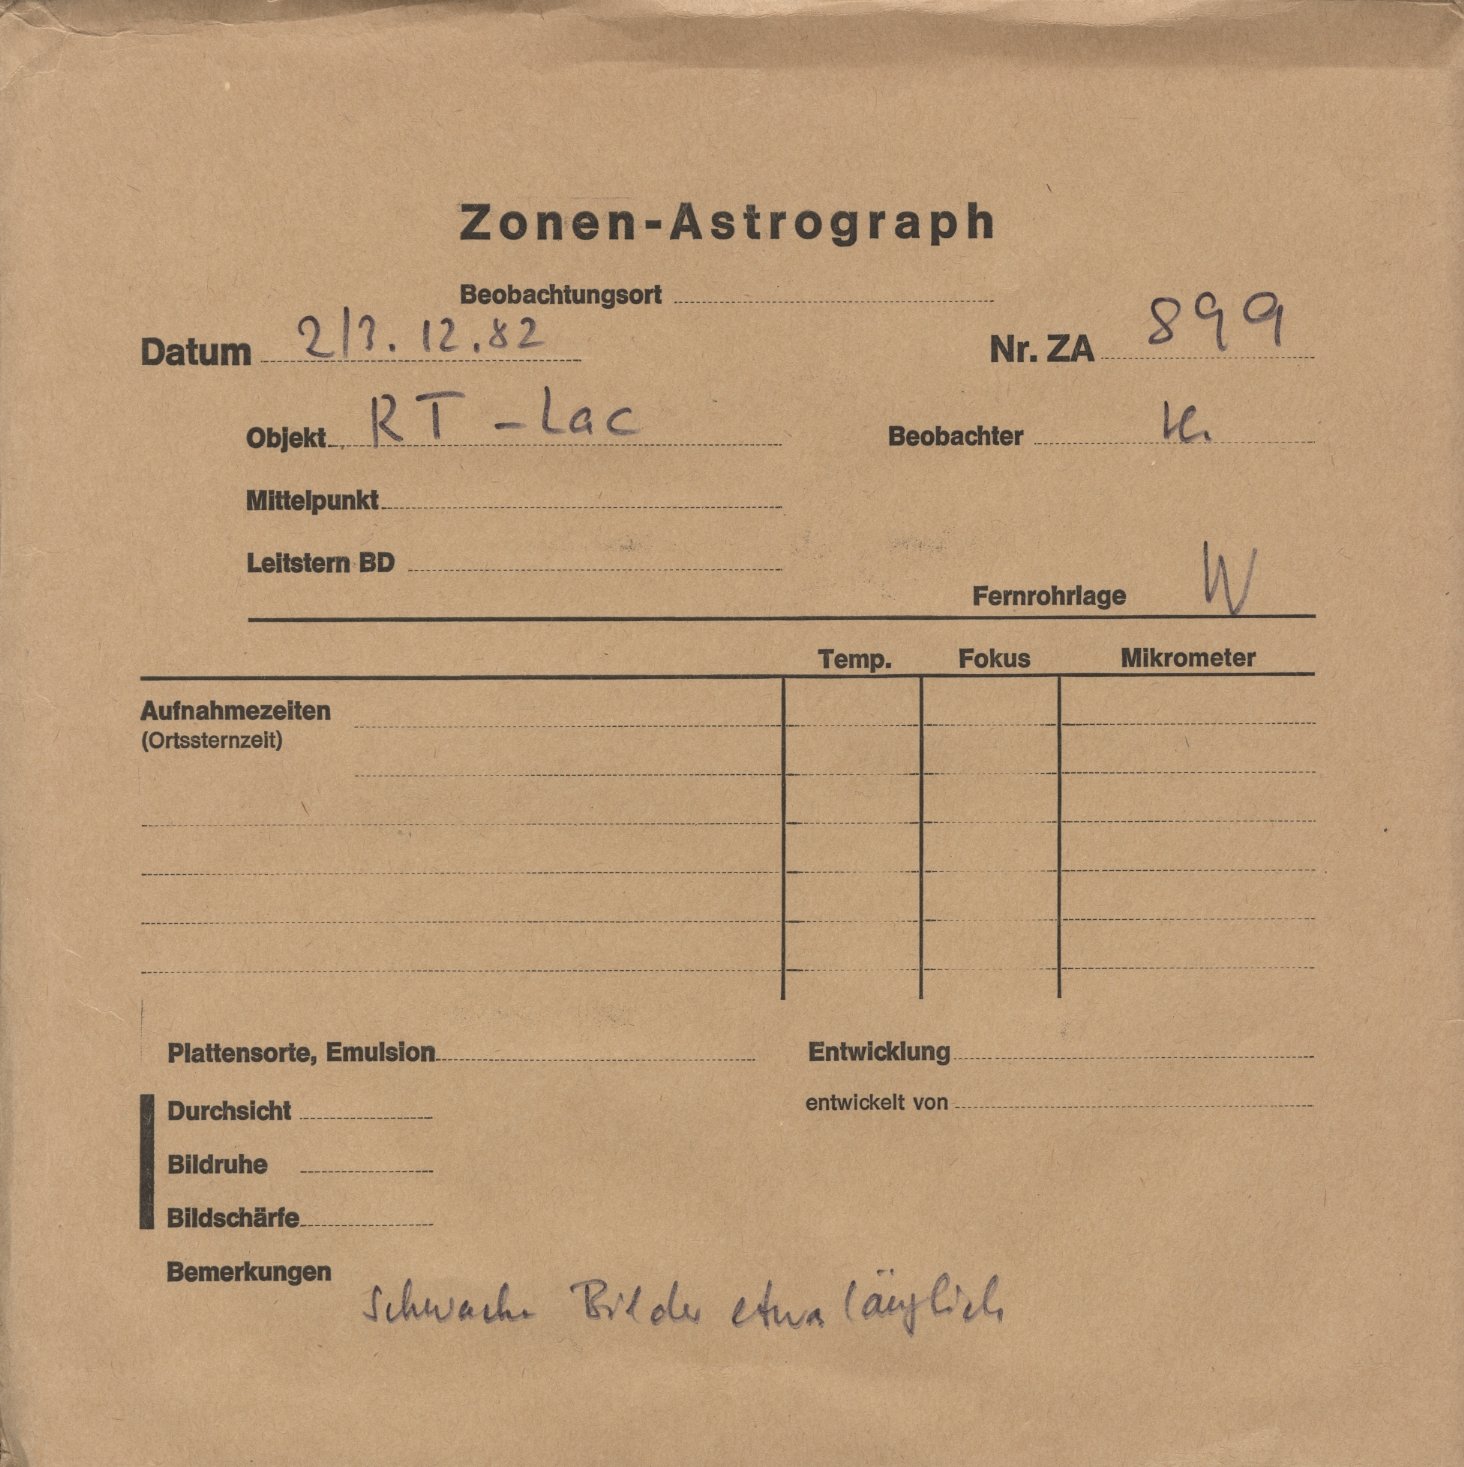 Zonen-Astrograph
Beobachtungsort
Datum 2/3. 12.82
Nr. ZA 899
Objekt RT - Lac
Beobachter
Mittelpunkt
Leitstern BD
Fernrohrlage W
Temp. Fokus Mikrometer
Aufnahmezeiten
(Ortssternzeit)
Plattensorte, Emulsion
Entwicklung
Durchsicht
entwickelt von
Bildruhe
Bildschärfe
Bemerkungen
Schwache Bilder etwas länglich